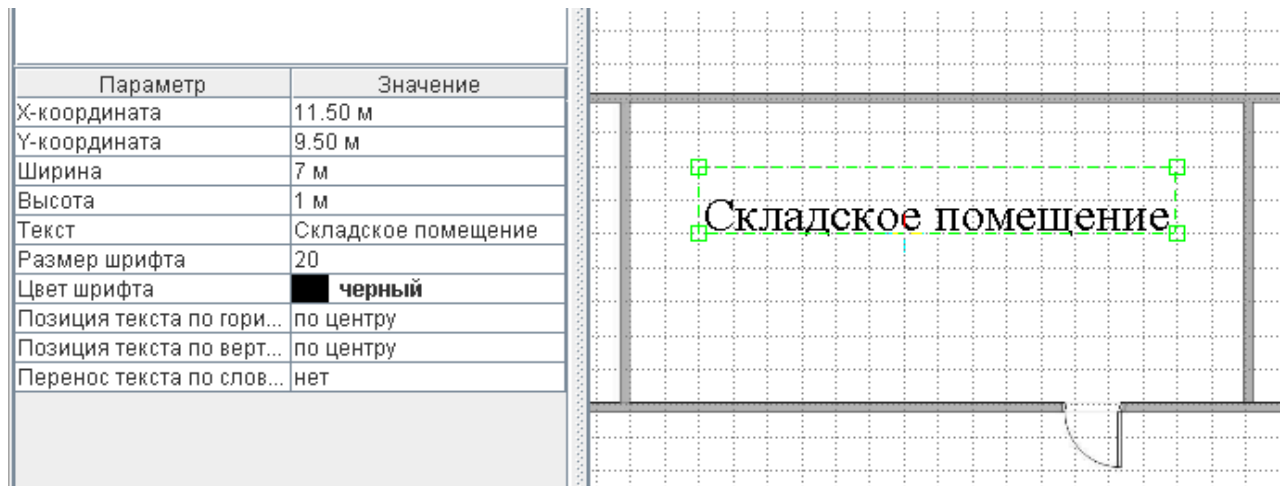 Параметр Значение
X-координата 11.50 м
Y-координата 9.50 м
Ширина 7 м
Высота 1 м
Текст Складское помещение
Размер шрифта 20
Цвет шрифта черный
Позиция текста по гори... по центру
Позиция текста по верт... по центру
Перенос текста по слов... нет
Складское помещение